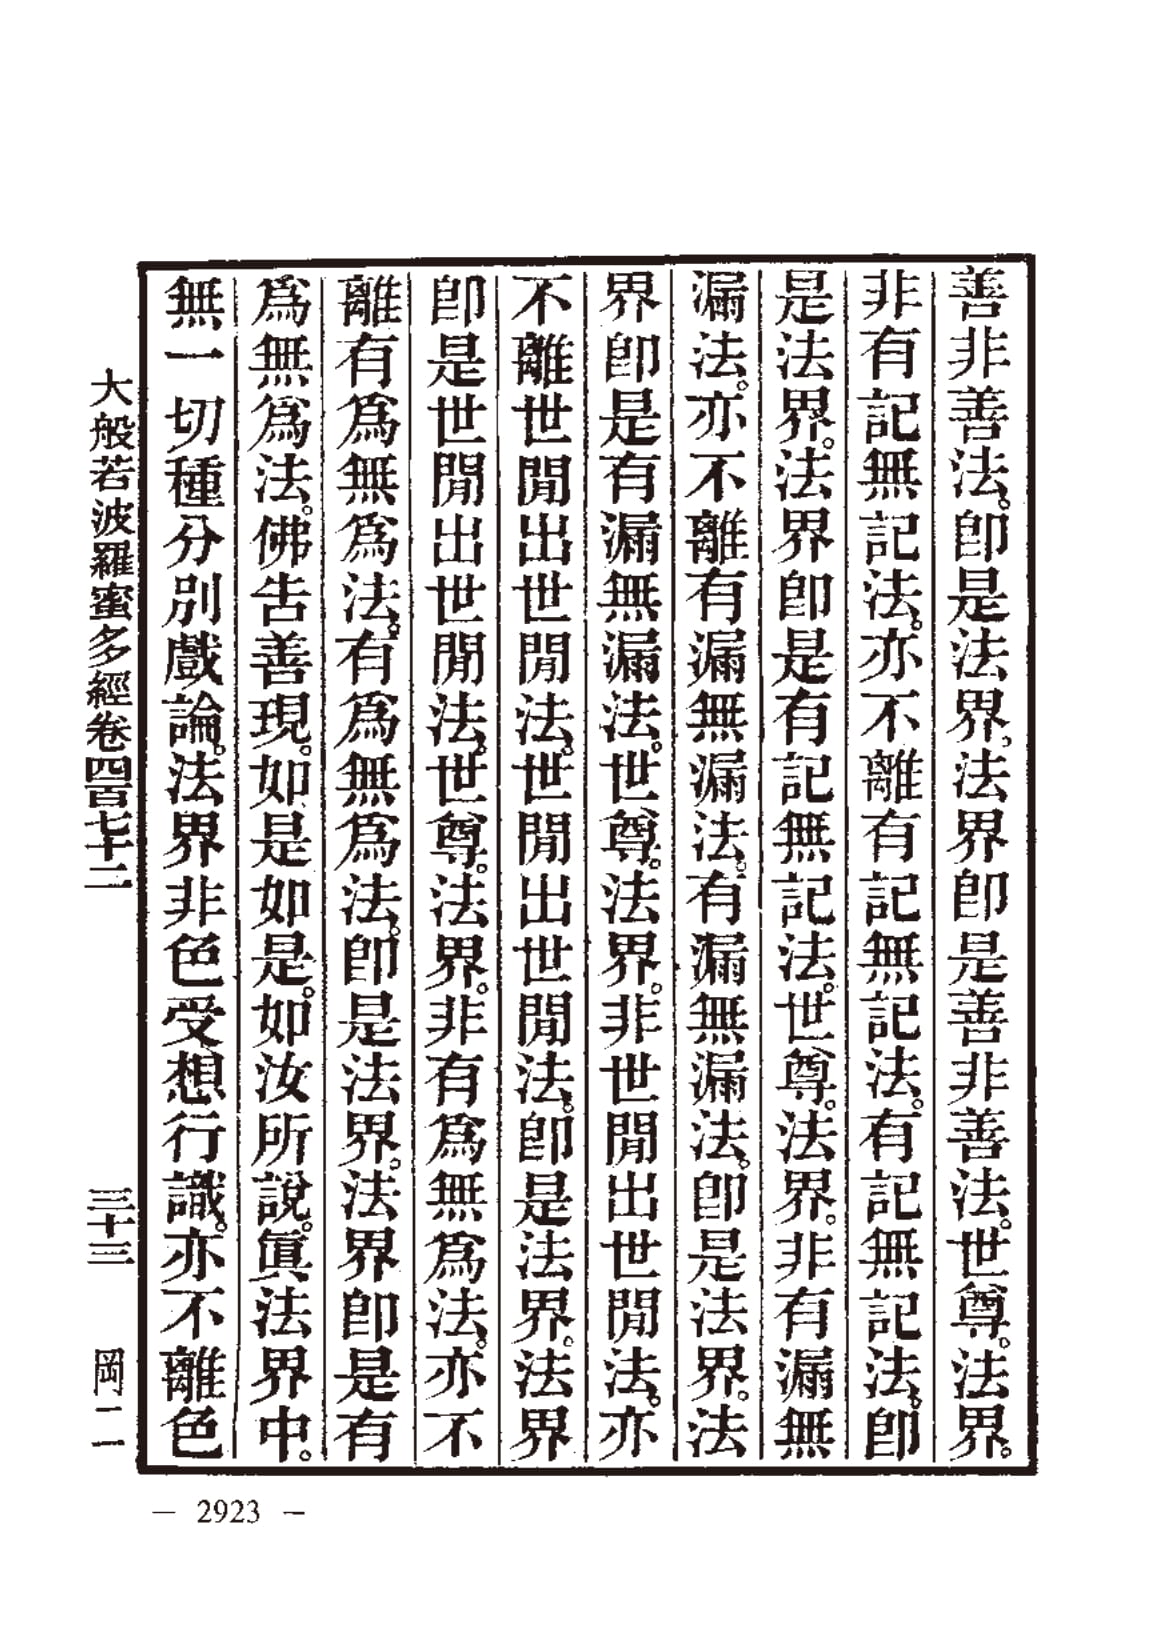 善非善法。卽是法界。法界卽是善非善法。世尊。法界。
非有記無記法。亦不離有記無記法。有記無記法。卽
是法界。法界卽是有記無記法。世尊。法界。非有漏無
漏法。亦不離有漏無漏法。有漏無漏法。卽是法界。法
界卽是有漏無漏法。世尊。法界。非世閒出世閒法。亦
不離世閒出世閒法。世閒出世閒法。卽是法界。法界
卽是世閒出世閒法。世尊。法界。非有爲無爲法。亦不
離有爲無爲法。有爲無爲法。卽是法界。法界卽是有
爲無爲法。佛告善現。如是如是。如汝所說。眞法界中。
無一切種分別戲論。法界非色受想行識。亦不離色
大般若波羅蜜多經卷四百七十二 三十三 岡二
— 2923 —